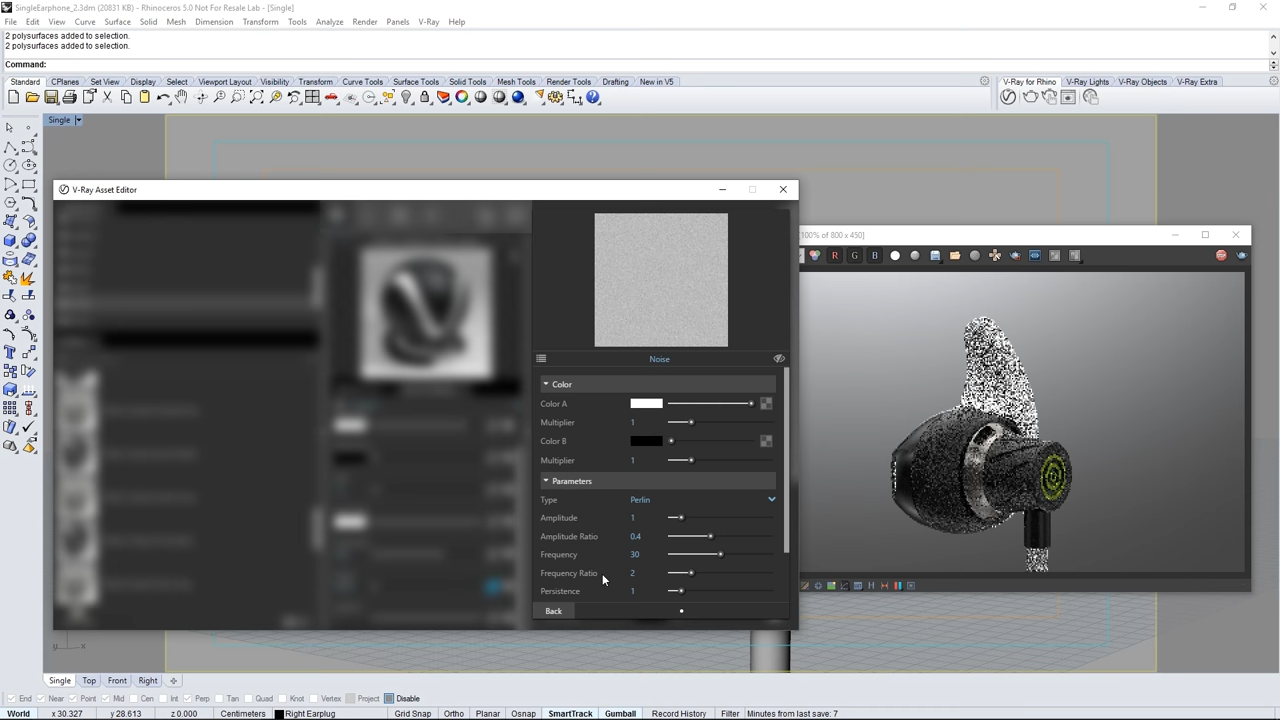 SingleEarphone_2.3dm (20831 KB) - Rhinoceros 5.0 Not For Resale Lab - [Single]
File Edit View Curve Surface Solid Mesh Dimension Transform Tools Analyze Render Panels V-Ray Help
2 polysurfaces added to selection.
2 polysurfaces added to selection.
Command:
Standard CPlanes Set View Display Select Viewport Layout Visibility Transform Curve Tools Surface Tools Solid Tools Mesh Tools Render Tools Drafting New in V5
V-Ray for Rhino V-Ray Lights V-Ray Objects V-Ray Extra
Single
V-Ray Asset Editor
[100% of 800 x 450]
R G B
Noise
Color
Color A
Multiplier 1
Color B
Multiplier 1
Parameters
Type Perlin
Amplitude 1
Amplitude Ratio 0.4
Frequency 30
Frequency Ratio 2
Persistence 1
Back
y x
Single Top Front Right
End Near Point Mid Cen Int Perp Tan Quad Knot Vertex Project Disable
World x 30.327 y 28.613 z 0.000 Centimeters Right Earplug Grid Snap Ortho Planar Osnap SmartTrack Gumball Record History Filter Minutes from last save: 7